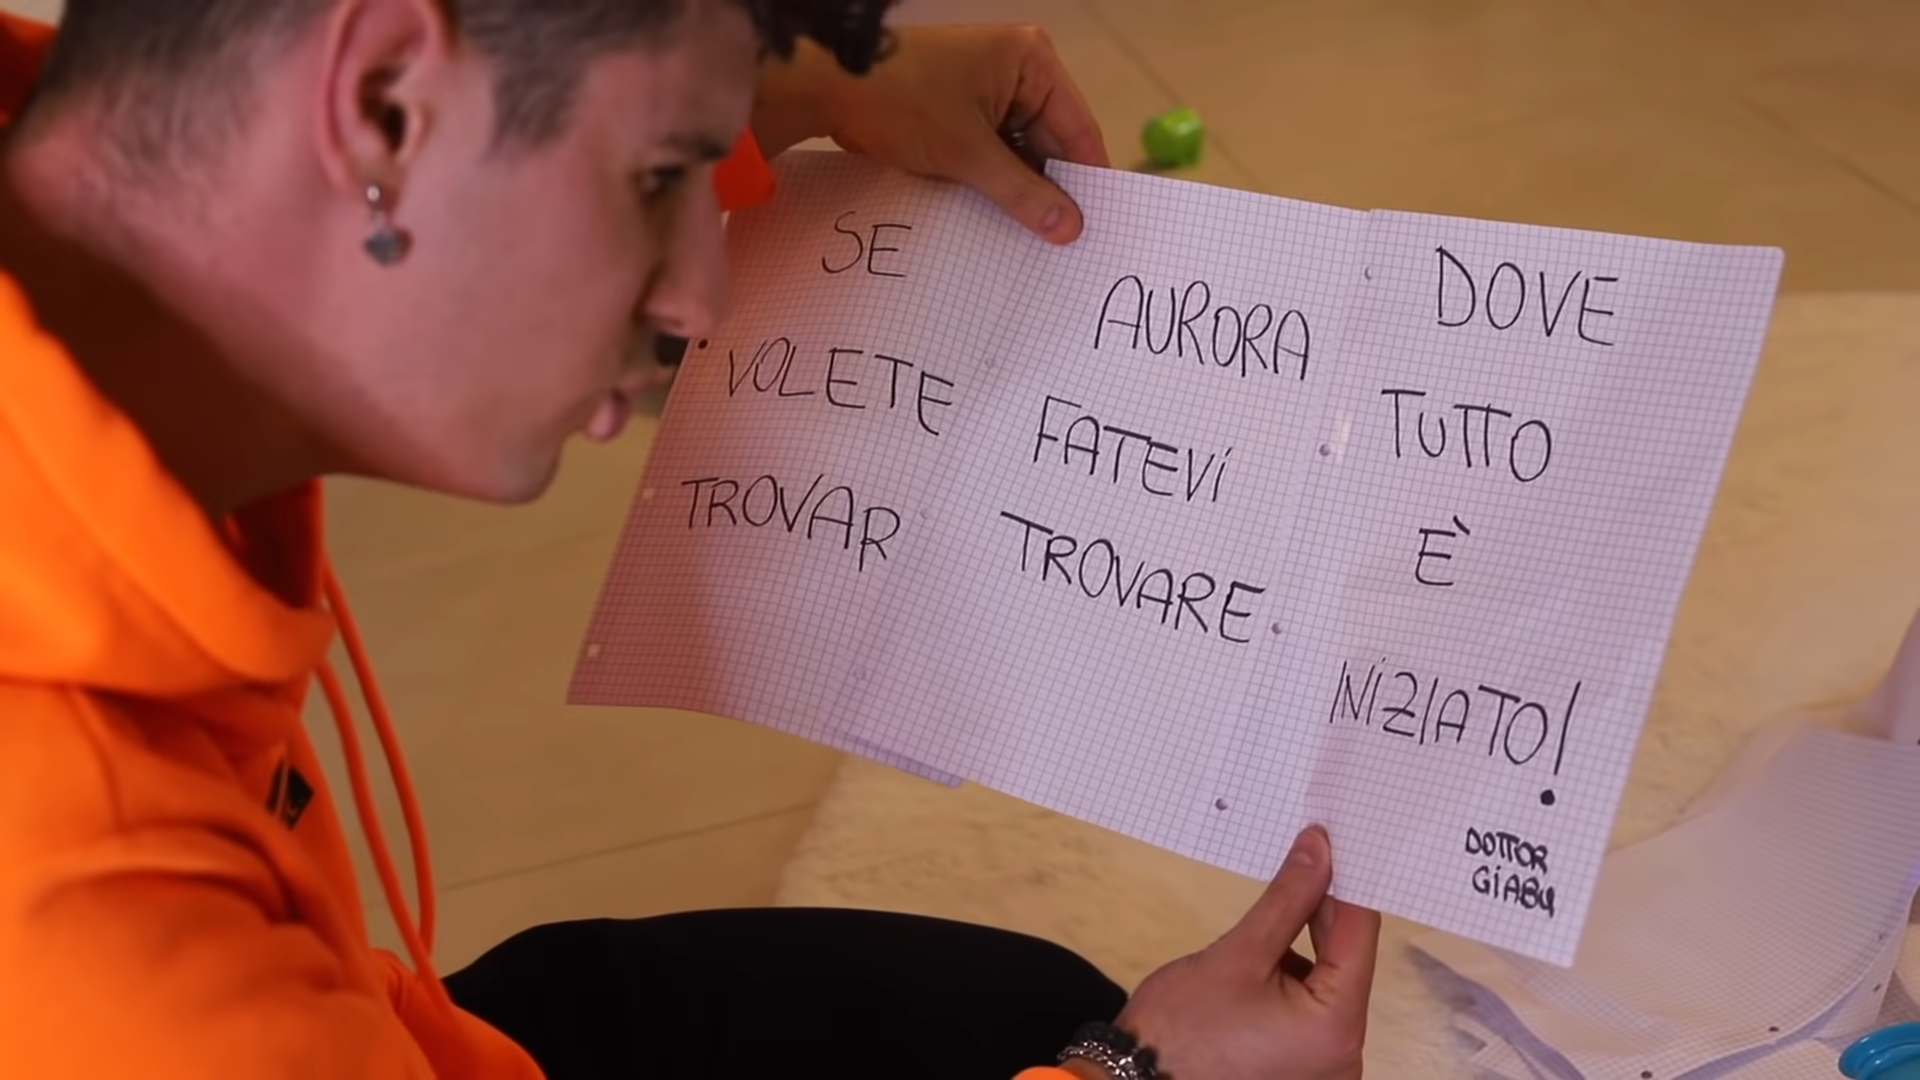 SE
VOLETE
TROVAR
AURORA
FATEVI
TROVARE
DOVE
TUTTO
È
INIZIATO!
DOTTOR
GIABU